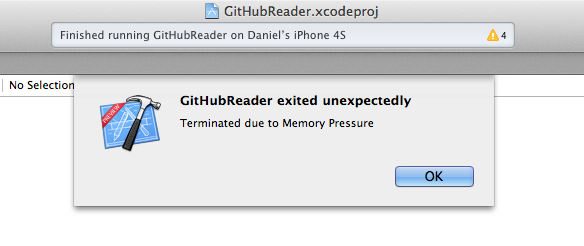 GitHubReader.xcodeproj
Finished running GitHubReader on Daniel's iPhone 4S
4
No Selection
PREVIEW
GitHubReader exited unexpectedly
Terminated due to Memory Pressure
OK